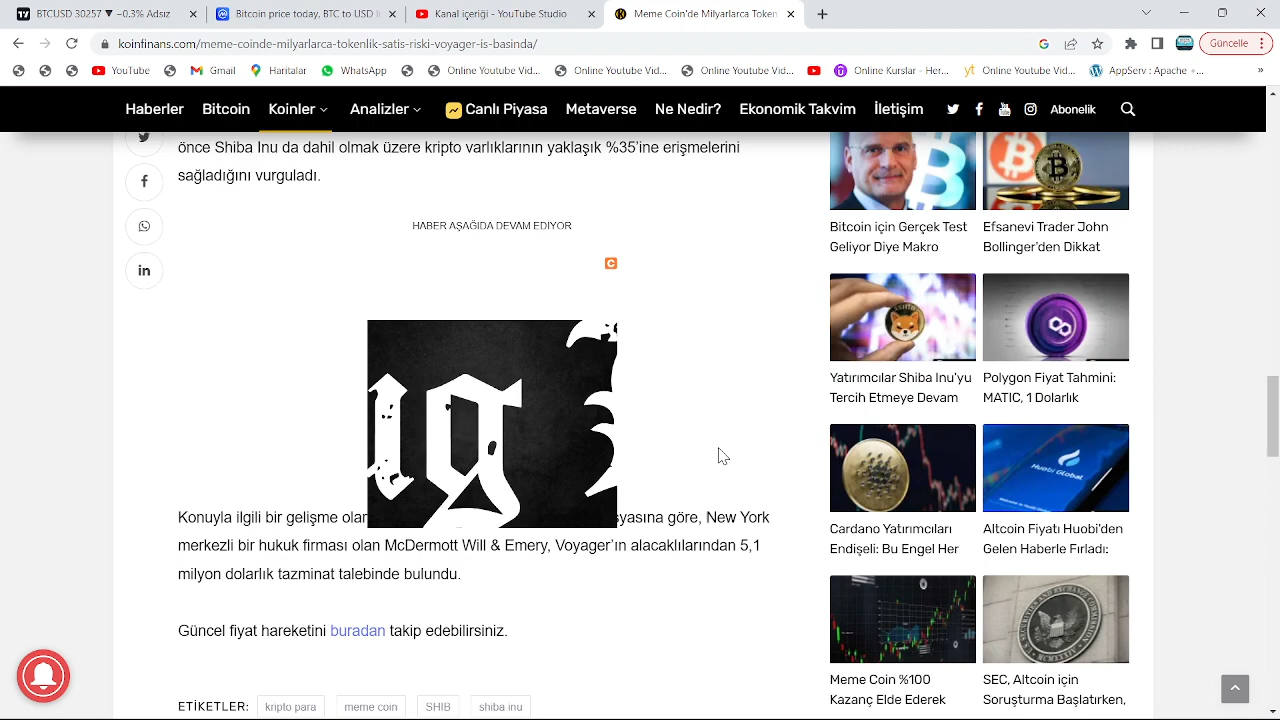 BTCUSD 30257 ▼ −0.3% Adsız
Bitcoin price today, BTC to USD li
Kanal içeriği - YouTube Studio
Meme Coin'de Milyarlarca Token
koinfinans.com/meme-coinde-milyarlarca-tokenlik-satis-riski-voyager-is-basinda/
Güncelle
YouTube
Gmail
Haritalar
WhatsApp
Online Youtube Vid...
Online Youtube Vid...
Online Youtube Vid...
Online Kurslar - Her...
yt
Online Youtube Vid...
AppServ : Apache +...
»
Haberler
Bitcoin
Koinler
Analizler
Canlı Piyasa
Metaverse
Ne Nedir?
Ekonomik Takvim
İletişim
Abonelik
önce Shiba Inu da dahil olmak üzere kripto varlıklarının yaklaşık %35'ine erişmelerini
sağladığını vurguladı.
HABER AŞAĞIDA DEVAM EDİYOR
Konuyla ilgili bir gelişme olar
syasına göre, New York
merkezli bir hukuk firması olan McDermott Will & Emery, Voyager'ın alacaklılarından 5,1
milyon dolarlık tazminat talebinde bulundu.
Güncel fiyat hareketini buradan takip edebilirsiniz.
ETİKETLER:
kripto para
meme coin
SHIB
shiba inu
Bitcoin için Gerçek Test
Geliyor Diye Makro
Efsanevi Trader John
Bollinger'den Dikkat
Yatırımcılar Shiba Inu'yu
Tercih Etmeye Devam
Polygon Fiyat Tahmini:
MATIC, 1 Dolarlık
Huobi Global
Cardano Yatırımcıları
Endişeli: Bu Engel Her
Altcoin Fiyatı Huobi'den
Gelen Haberle Fırladı:
Meme Coin %100
Kazanç Elde Ederek
SEC, Altcoin için
Soruşturma Başlatırken,